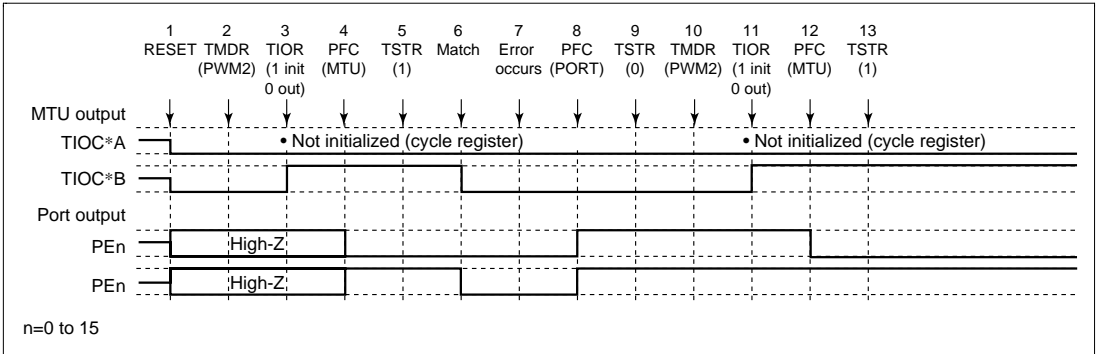 1 2 3 4 5 6 7 8 9 10 11 12 13
RESET TMDR TIOR PFC TSTR Match Error PFC TSTR TMDR TIOR PFC TSTR
(PWM2) (1 init (MTU) (1) occurs (PORT) (0) (PWM2) (1 init (MTU) (1)
0 out) 0 out)
MTU output
TIOC*A • Not initialized (cycle register) • Not initialized (cycle register)
TIOC*B
Port output
PEn High-Z
PEn High-Z
n=0 to 15